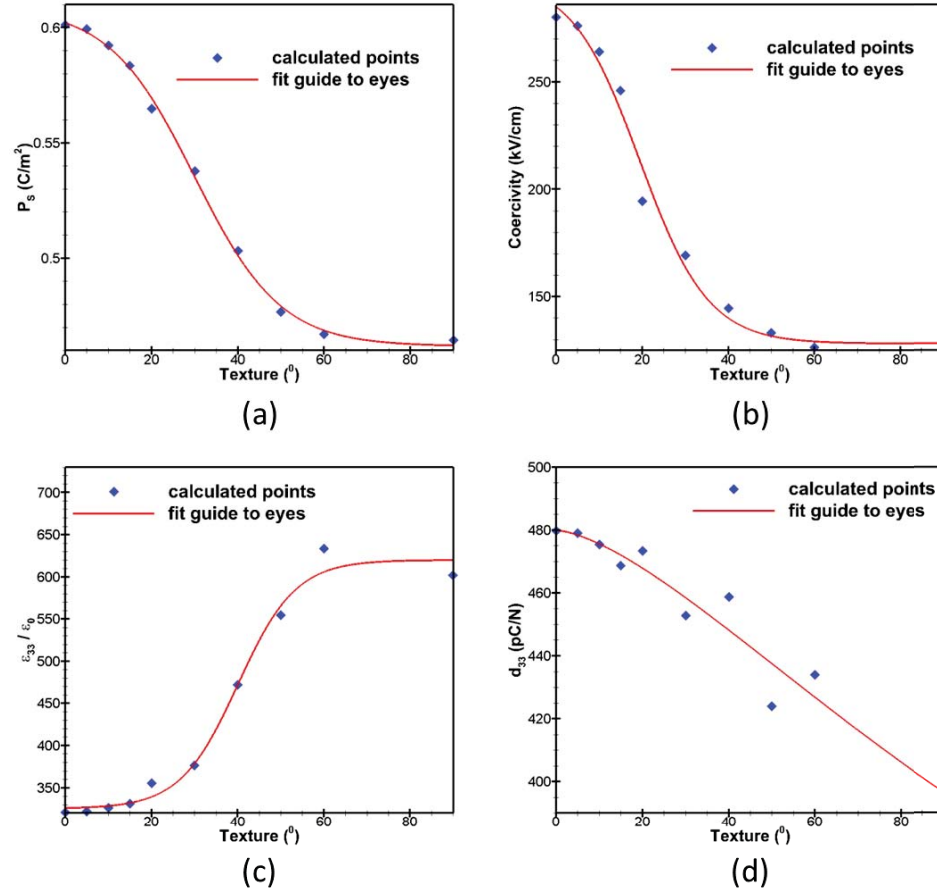 0.6
0.55
0.5
P_s (C/m²)
calculated points
fit guide to eyes
0 20 40 60 80
Texture (⁰)
(a)
250
200
150
Coercivity (kV/cm)
calculated points
fit guide to eyes
0 20 40 60 80
Texture (⁰)
(b)
700
650
600
550
500
450
400
350
ε₃₃ / ε₀
calculated points
fit guide to eyes
0 20 40 60 80
Texture (⁰)
(c)
500
480
460
440
420
400
d₃₃ (pC/N)
calculated points
fit guide to eyes
0 20 40 60 80
Texture (⁰)
(d)